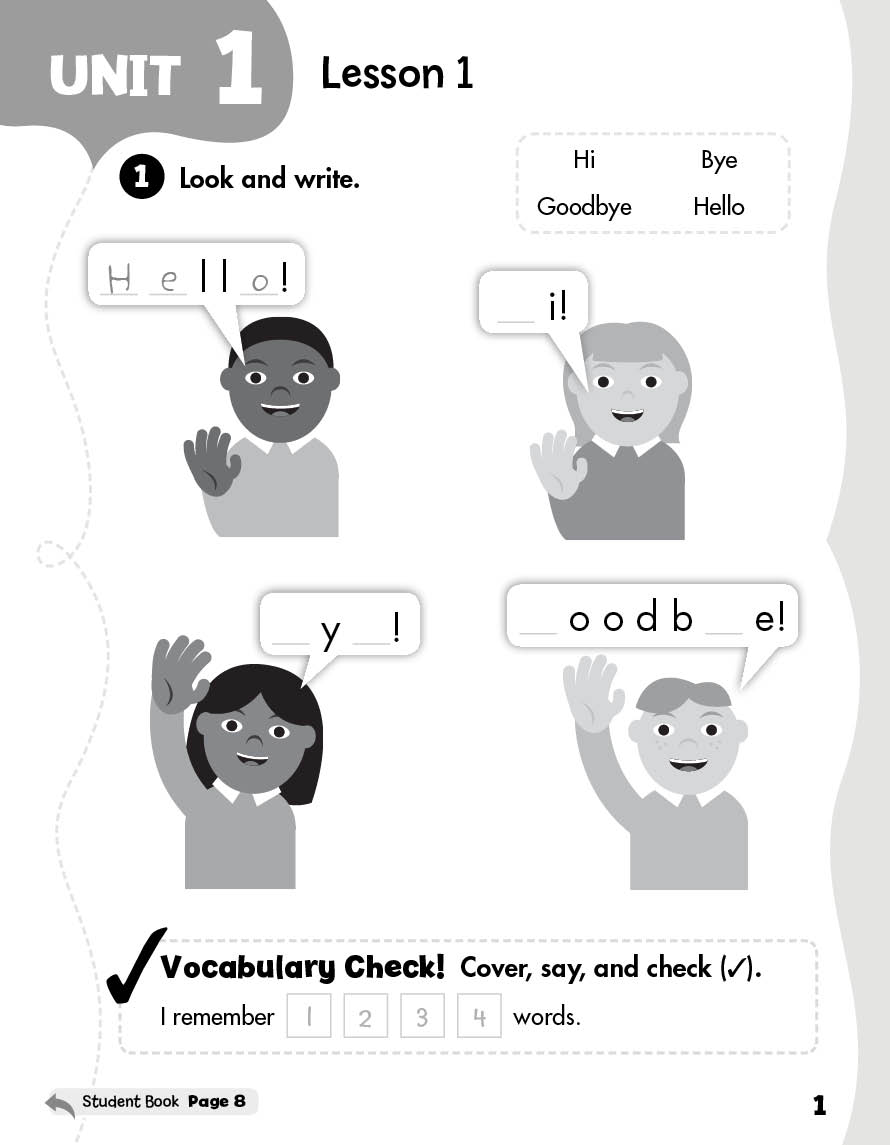 UNIT 1 Lesson 1
1 Look and write.
Hi Bye
Goodbye Hello
H e l l o!
__ i!
__ y __!
__ o o d b __ e!
✓ Vocabulary Check! Cover, say, and check (✓).
I remember 1 2 3 4 words.
Student Book Page 8
1